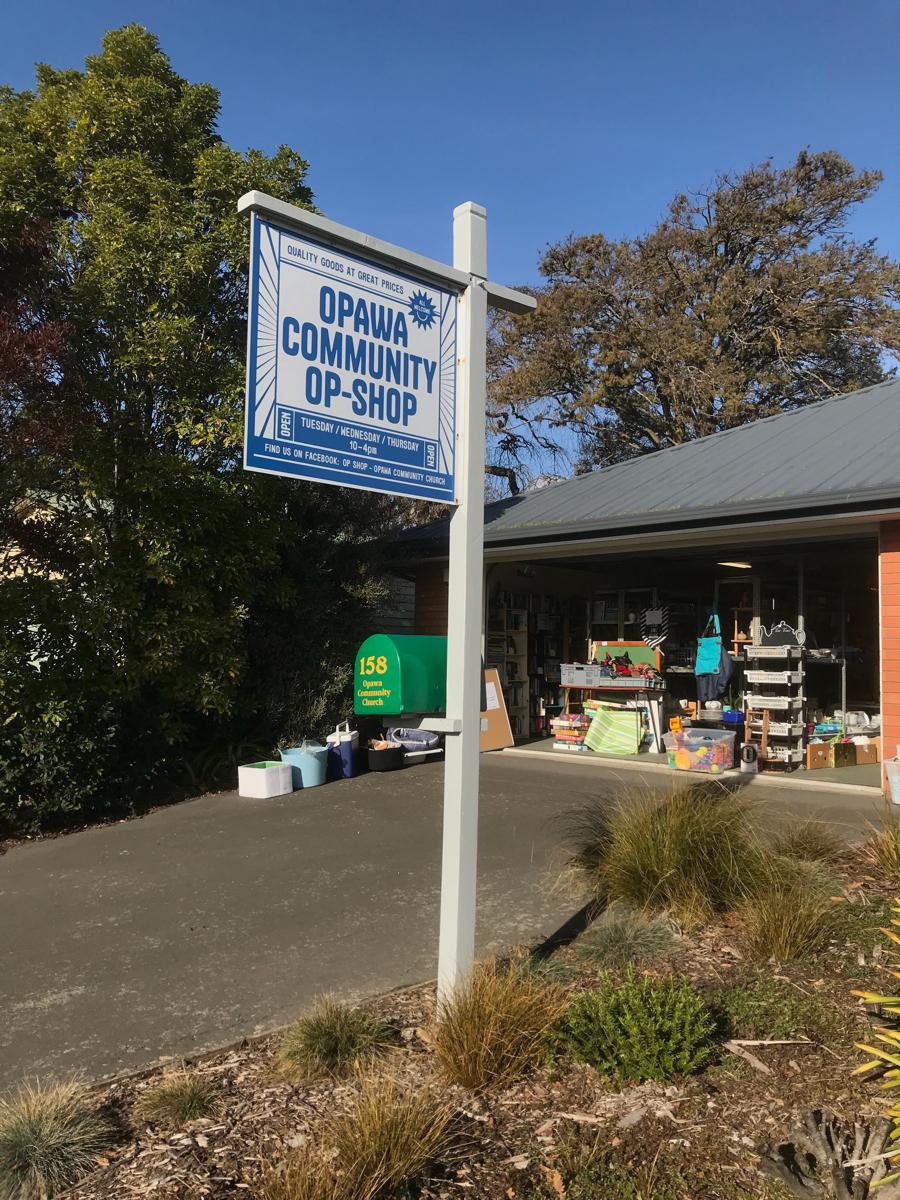 QUALITY GOODS AT GREAT PRICES
OPAWA
COMMUNITY
OP-SHOP
OPEN
TUESDAY / WEDNESDAY / THURSDAY
10-4pm
OPEN
FIND US ON FACEBOOK: OP SHOP - OPAWA COMMUNITY CHURCH
158
Opawa
Community
Church